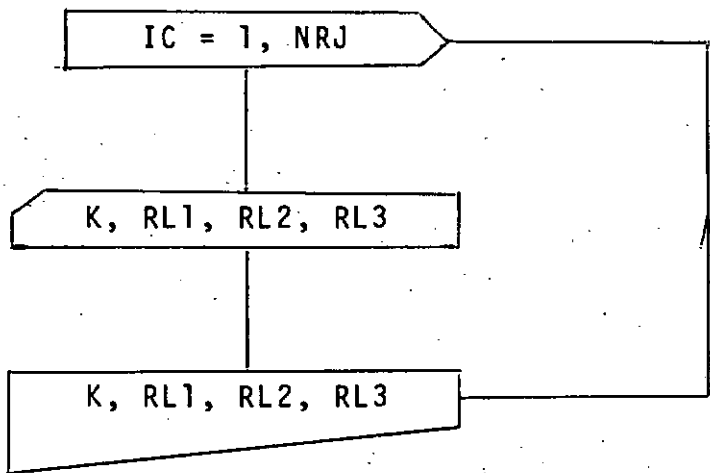 IC = 1, NRJ
K, RL1, RL2, RL3
K, RL1, RL2, RL3